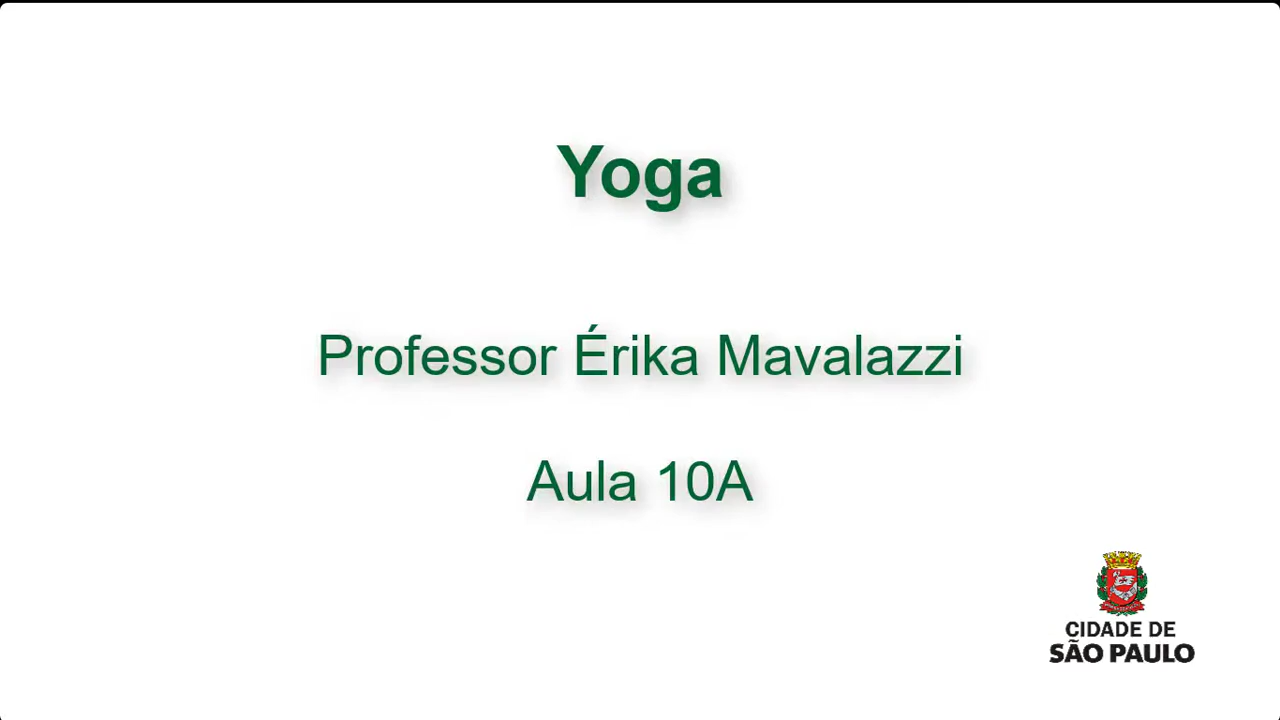 Yoga
Professor Érika Mavalazzi
Aula 10A
CIDADE DE
SÃO PAULO